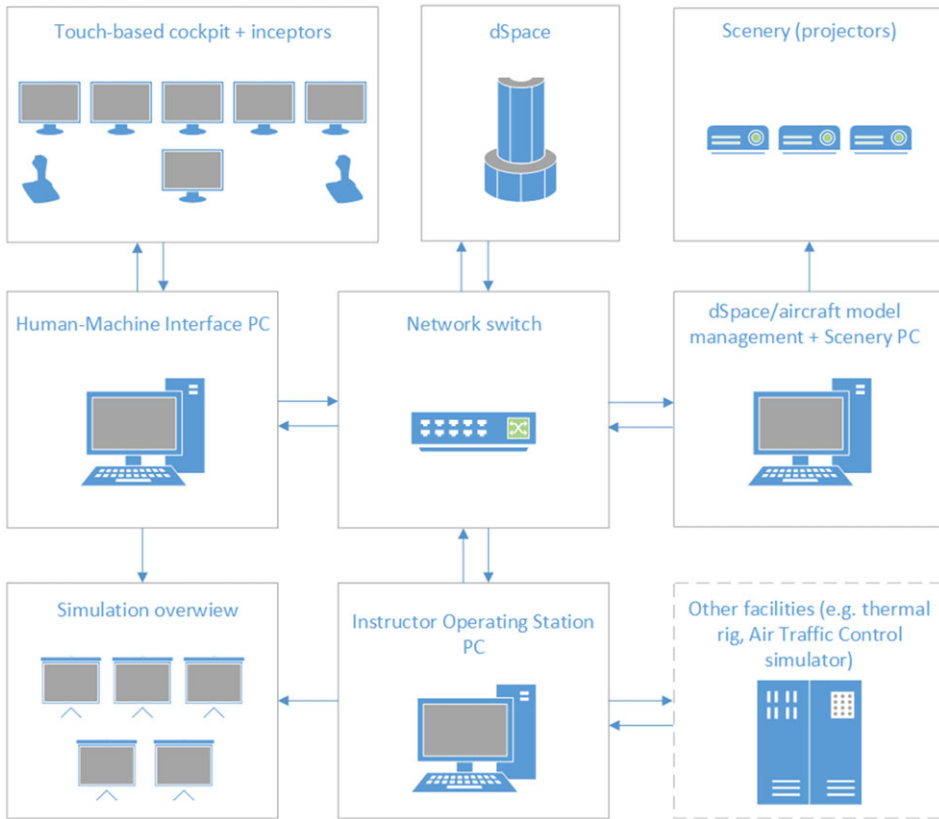 Touch-based cockpit + inceptors
dSpace
Scenery (projectors)
Human-Machine Interface PC
Network switch
dSpace/aircraft model
management + Scenery PC
Simulation overwiew
Instructor Operating Station
PC
Other facilities (e.g. thermal
rig, Air Traffic Control
simulator)